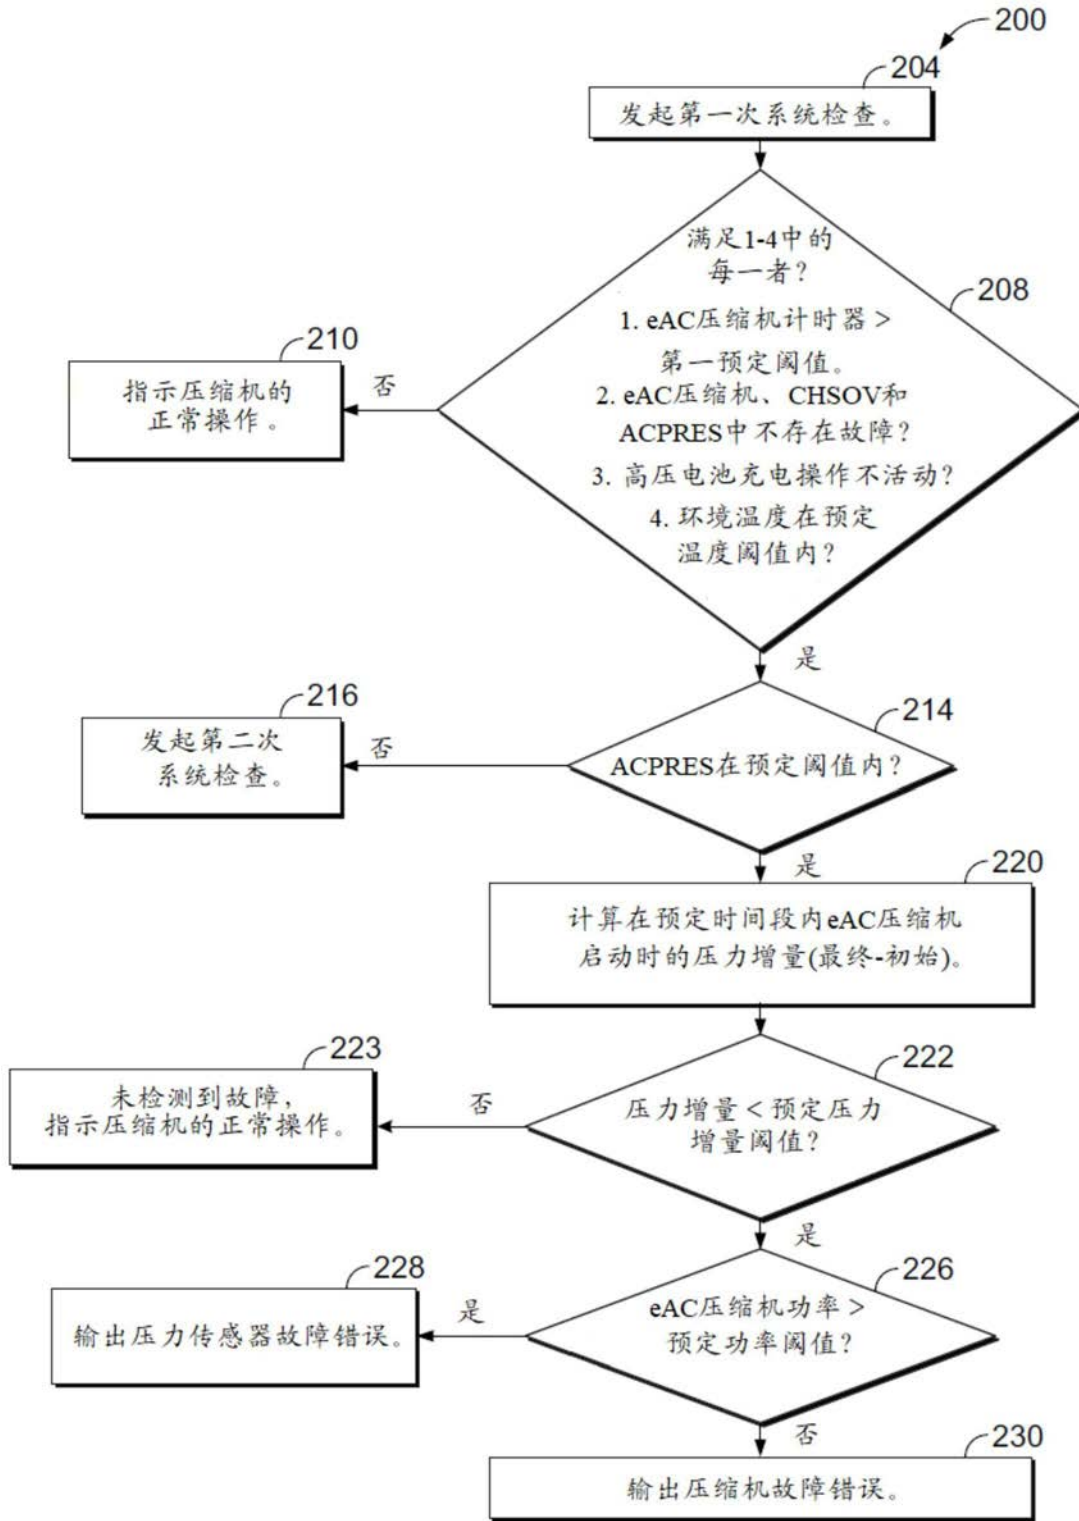 200
204
发起第一次系统检查。
满足1-4中的
每一者?
208
1. eAC压缩机计时器 >
第一预定阈值。
2. eAC压缩机、CHSOV和
ACPRES中不存在故障?
3. 高压电池充电操作不活动?
4. 环境温度在预定
温度阈值内?
210
否
指示压缩机的
正常操作。
是
214
ACPRES在预定阈值内?
216
否
发起第二次
系统检查。
是
220
计算在预定时间段内eAC压缩机
启动时的压力增量(最终-初始)。
222
压力增量 < 预定压力
增量阈值?
223
否
未检测到故障,
指示压缩机的正常操作。
是
226
eAC压缩机功率 >
预定功率阈值?
228
是
输出压力传感器故障错误。
否
230
输出压缩机故障错误。